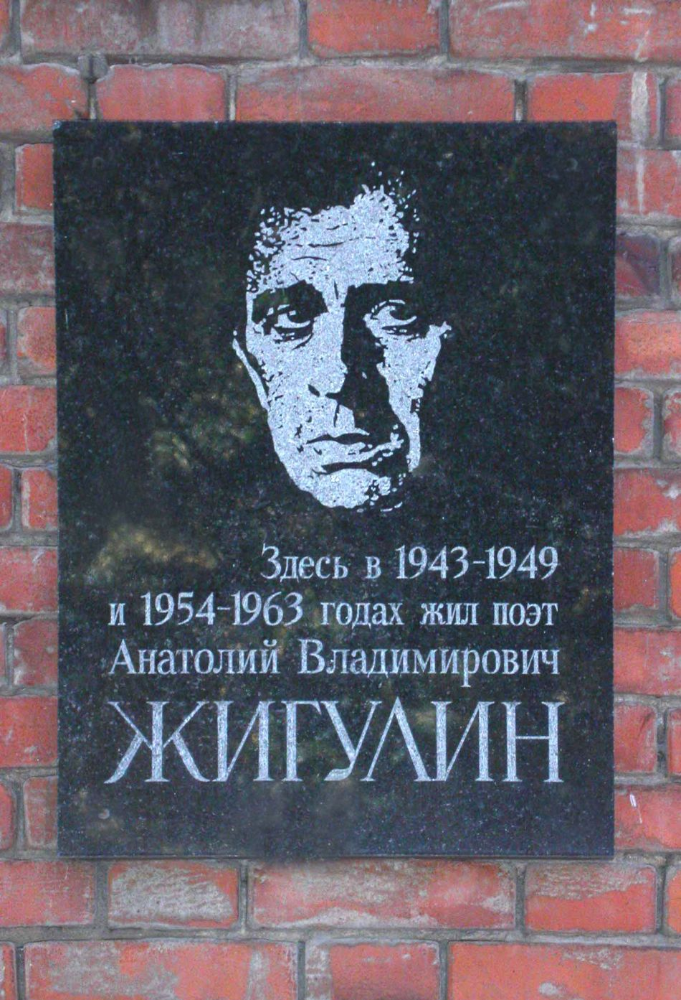 Здесь в 1943-1949
и 1954-1963 годах жил поэт
Анатолий Владимирович
ЖИГУЛИН